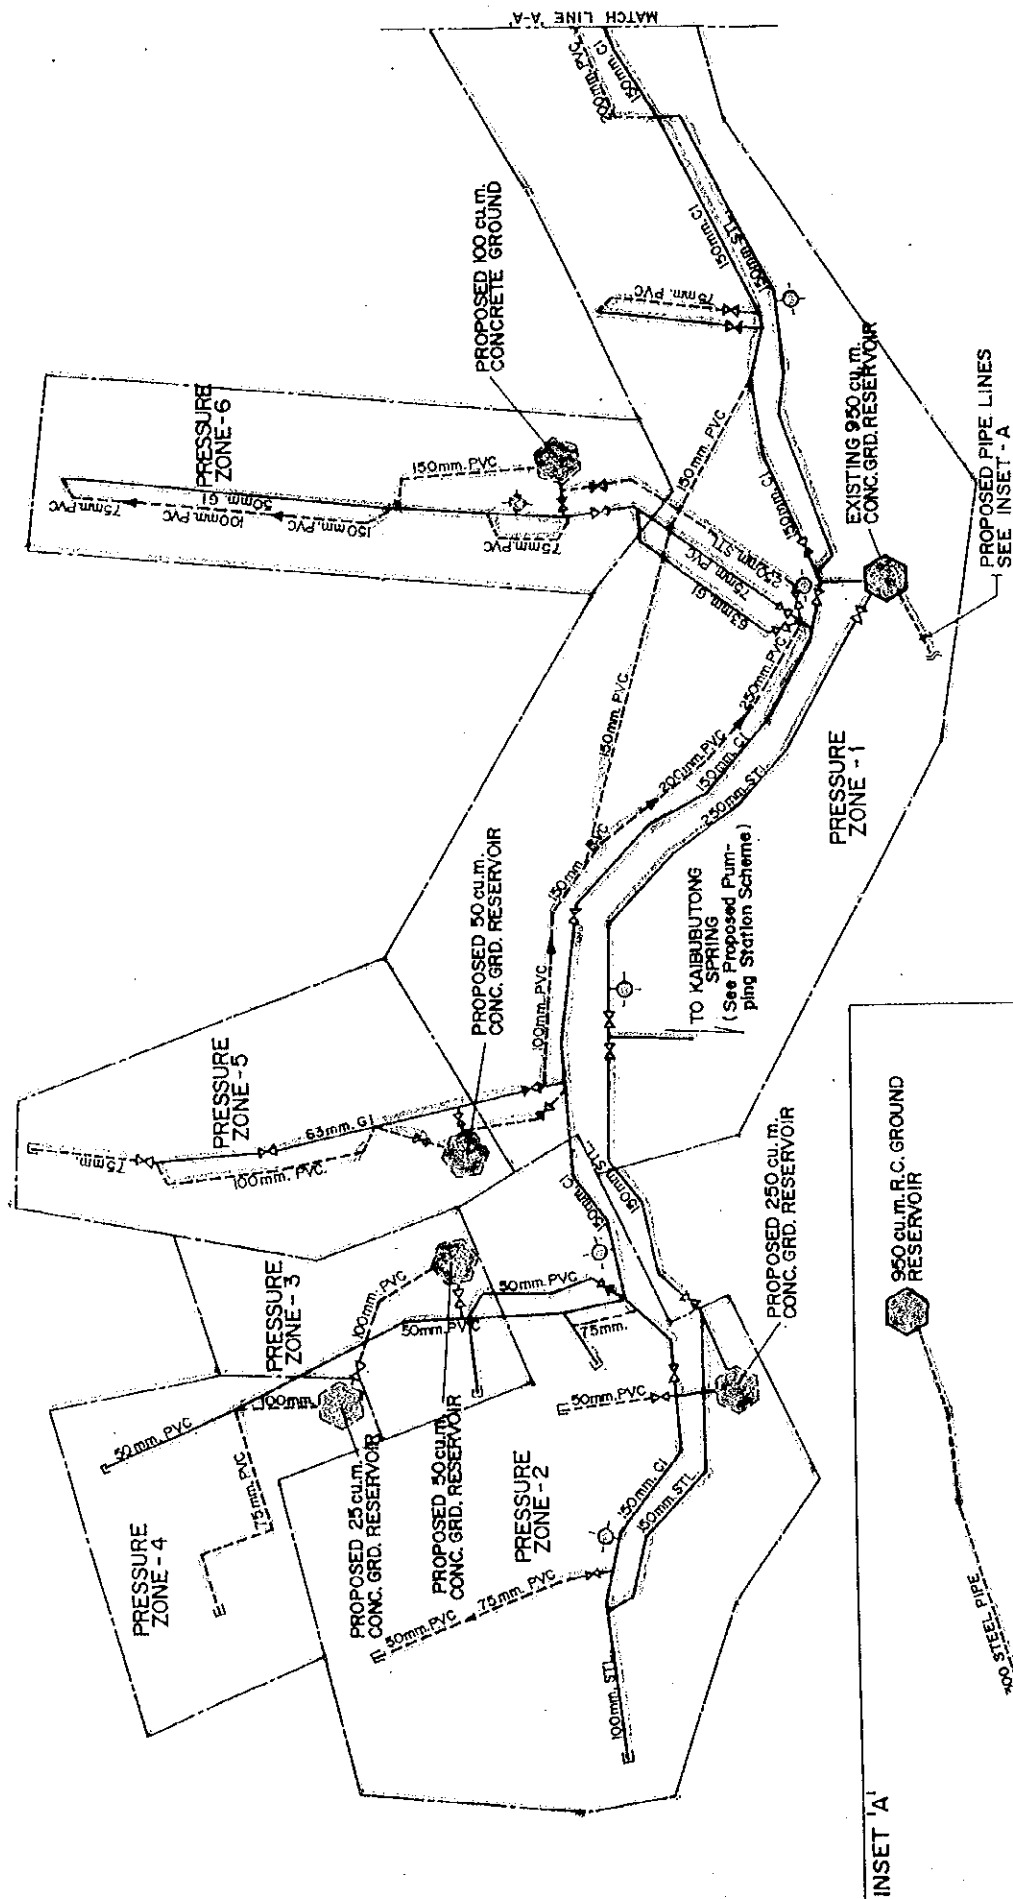 MATCH LINE 'A-A'
200mm. PVC
150mm. CI
150mm. CI
150mm. STL.
75mm. PVC
PROPOSED 100 cu.m.
CONCRETE GROUND
PRESSURE
ZONE-6
75mm. PVC
100mm. PVC
50mm. GI
150mm. PVC
150mm. PVC
75mm. PVC
150mm. PVC
250mm. STL.
75mm. PVC
63mm. GI
150mm. CI
EXISTING 950 cu.m.
CONC. GRD. RESERVOIR
PROPOSED PIPE LINES
SEE INSET-A
150mm. PVC
250mm. PVC
200mm. PVC
150mm. PVC
150mm. CI
250mm. STL.
PRESSURE
ZONE-1
PROPOSED 50 cu.m.
CONC. GRD. RESERVOIR
100mm. PVC
TO KAIBUBUTONG
SPRING
(See Proposed Pum-
ping Station Scheme)
PRESSURE
ZONE-5
75mm.
63mm. GI
100mm. PVC.
150mm. CI
150mm. STL.
150mm. STL.
PROPOSED 250 cu.m.
CONC. GRD. RESERVOIR
PRESSURE
ZONE-3
100mm. PVC
50mm. PVC
50mm. PVC
75mm.
50mm. PVC
100mm.
50mm. PVC
75mm. PVC
PRESSURE
ZONE-4
PROPOSED 25 cu.m.
CONC. GRD. RESERVOIR
PROPOSED 50 cu.m.
CONC. GRD. RESERVOIR
PRESSURE
ZONE-2
150mm. CI
150mm. STL.
75mm. PVC
50mm. PVC
100mm. STL.
INSET 'A'
950 cu.m. R.C. GROUND
RESERVOIR
STEEL PIPE